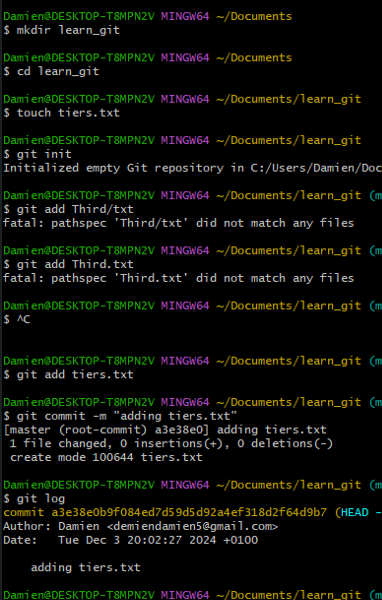 Damien@DESKTOP-T8MPN2V MINGW64 ~/Documents
$ mkdir learn_git
Damien@DESKTOP-T8MPN2V MINGW64 ~/Documents
$ cd learn_git
Damien@DESKTOP-T8MPN2V MINGW64 ~/Documents/learn_git
$ touch tiers.txt
Damien@DESKTOP-T8MPN2V MINGW64 ~/Documents/learn_git
$ git init
Initialized empty Git repository in C:/Users/Damien/Doc
Damien@DESKTOP-T8MPN2V MINGW64 ~/Documents/learn_git (m
$ git add Third/txt
fatal: pathspec 'Third/txt' did not match any files
Damien@DESKTOP-T8MPN2V MINGW64 ~/Documents/learn_git (m
$ git add Third.txt
fatal: pathspec 'Third.txt' did not match any files
Damien@DESKTOP-T8MPN2V MINGW64 ~/Documents/learn_git (m
$ ^C
Damien@DESKTOP-T8MPN2V MINGW64 ~/Documents/learn_git (m
$ git add tiers.txt
Damien@DESKTOP-T8MPN2V MINGW64 ~/Documents/learn_git (m
$ git commit -m "adding tiers.txt"
[master (root-commit) a3e38e0] adding tiers.txt
1 file changed, 0 insertions(+), 0 deletions(-)
create mode 100644 tiers.txt
Damien@DESKTOP-T8MPN2V MINGW64 ~/Documents/learn_git (m
$ git log
commit a3e38e0b9f084ed7d59d5d92a4ef318d2f64d9b7 (HEAD -
Author: Damien <demiendamien5@gmail.com>
Date:   Tue Dec 3 20:02:27 2024 +0100
adding tiers.txt
Damien@DESKTOP-T8MPN2V MINGW64 ~/Documents/learn_git (m